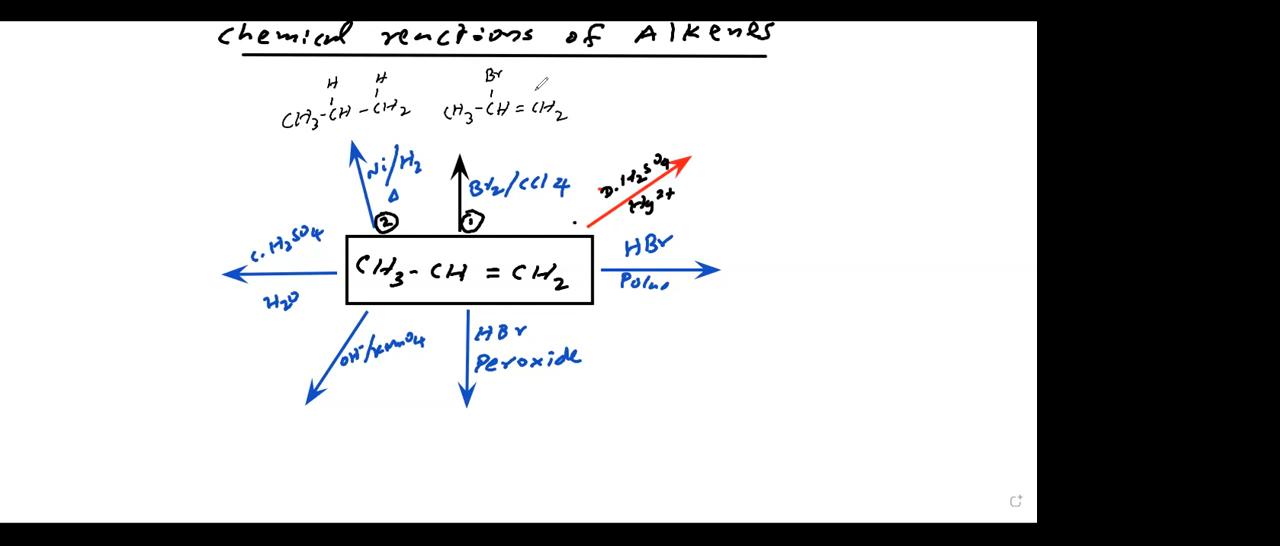 Chemical reactions of Alkenes
H H
CH3-CH-CH2
Br
CH3-CH=CH2
Ni/H2
Δ
Br2/CCl4
D.H2SO4
Hg2+
2
1
C.H2SO4
H2O
CH3-CH=CH2
HBr
OH-/KMnO4
HBr
Peroxide